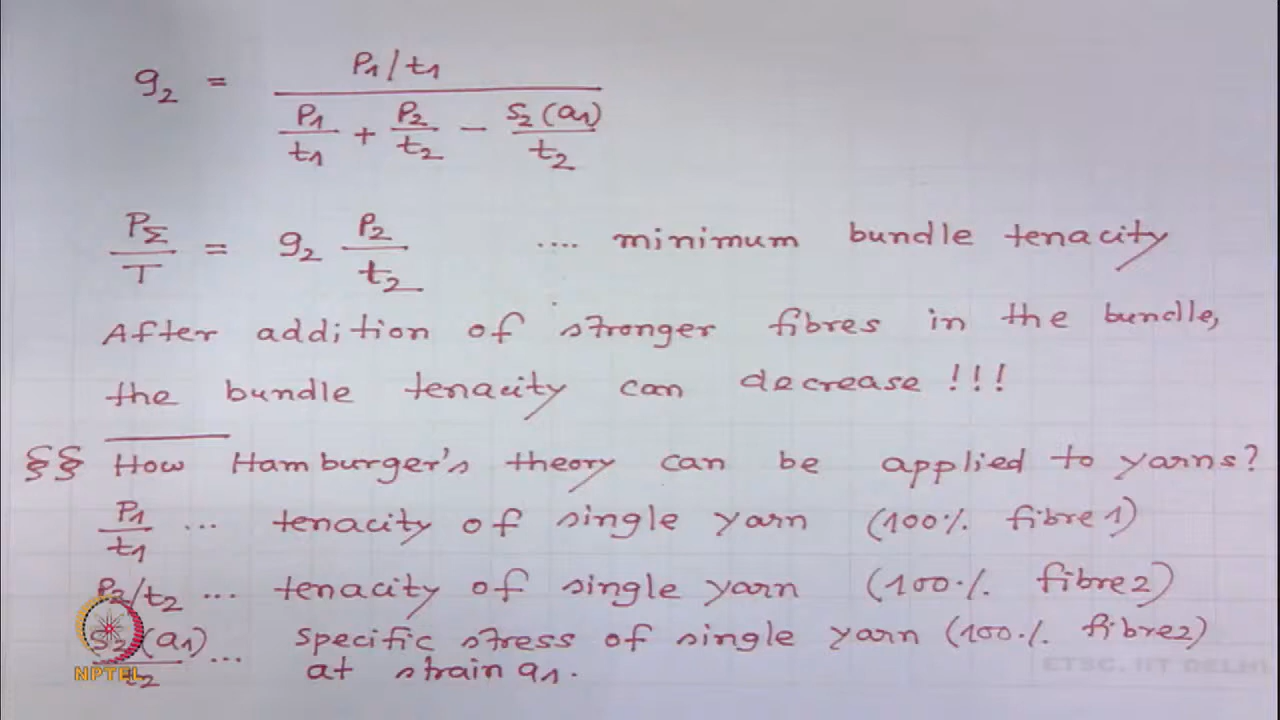 g₂ = (P₁/t₁) / (P₁/t₁ + P₂/t₂ − S₂(a₁)/t₂)
P_Σ/T = g₂ P₂/t₂ .... minimum bundle tenacity
After addition of stronger fibres in the bundle,
the bundle tenacity can decrease !!!
§§ How Hamburger's theory can be applied to yarns?
P₁/t₁ ... tenacity of single yarn (100% fibre1)
P₂/t₂ ... tenacity of single yarn (100% fibre2)
S₂(a₁)/t₂ ... specific stress of single yarn (100% fibre2)
at strain a₁.
NPTEL
ETSC, IIT DELHI